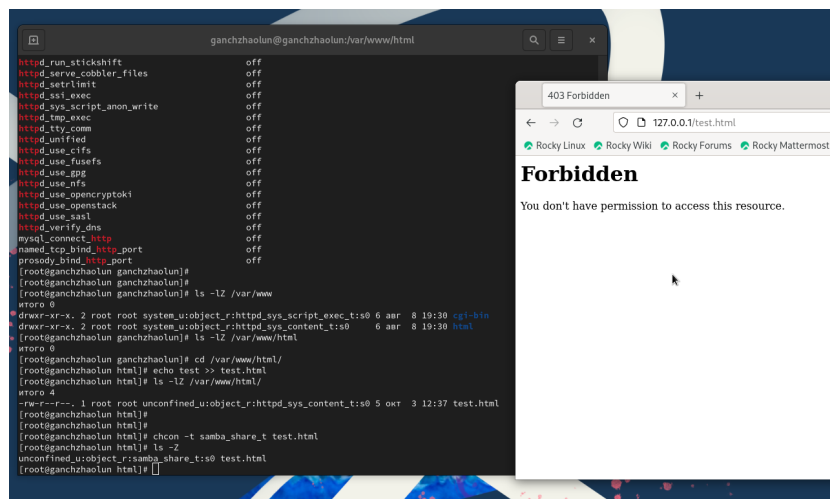 ganchzhaolun@ganchzhaolun:/var/www/html
httpd_run_stickshift off
httpd_serve_cobbler_files off
httpd_setrlimit off
httpd_ssi_exec off
httpd_sys_script_anon_write off
httpd_tmp_exec off
httpd_tty_comm off
httpd_unified off
httpd_use_cifs off
httpd_use_fusefs off
httpd_use_gpg off
httpd_use_nfs off
httpd_use_opencryptoki off
httpd_use_openstack off
httpd_use_sasl off
httpd_verify_dns off
mysql_connect_http off
named_tcp_bind_http_port off
prosody_bind_http_port off
[root@ganchzhaolun ganchzhaolun]#
[root@ganchzhaolun ganchzhaolun]#
[root@ganchzhaolun ganchzhaolun]# ls -lZ /var/www
итого 0
drwxr-xr-x. 2 root root system_u:object_r:httpd_sys_script_exec_t:s0 6 авг 8 19:30 cgi-bin
drwxr-xr-x. 2 root root system_u:object_r:httpd_sys_content_t:s0 6 авг 8 19:30 html
[root@ganchzhaolun ganchzhaolun]# ls -lZ /var/www/html
итого 0
[root@ganchzhaolun ganchzhaolun]# cd /var/www/html/
[root@ganchzhaolun html]# echo test >> test.html
[root@ganchzhaolun html]# ls -lZ /var/www/html/
итого 4
-rw-r--r--. 1 root root unconfined_u:object_r:httpd_sys_content_t:s0 5 окт 3 12:37 test.html
[root@ganchzhaolun html]#
[root@ganchzhaolun html]#
[root@ganchzhaolun html]# chcon -t samba_share_t test.html
[root@ganchzhaolun html]# ls -Z
unconfined_u:object_r:samba_share_t:s0 test.html
[root@ganchzhaolun html]#
403 Forbidden
127.0.0.1/test.html
Rocky Linux Rocky Wiki Rocky Forums Rocky Mattermost
Forbidden
You don't have permission to access this resource.